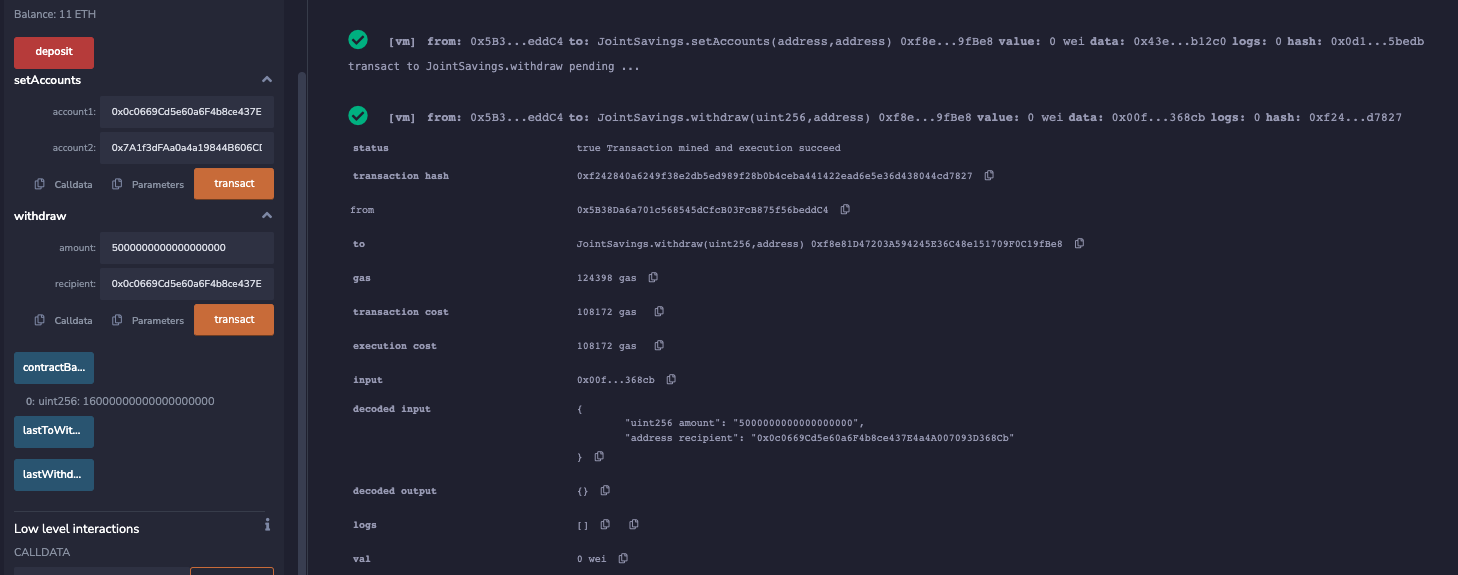 Balance: 11 ETH
deposit
setAccounts
account1: 0x0c0669Cd5e60a6F4b8ce437E
account2: 0x7A1f3dFAa0a4a19844B606CD
Calldata Parameters transact
withdraw
amount: 5000000000000000000
recipient: 0x0c0669Cd5e60a6F4b8ce437E
Calldata Parameters transact
contractBa...
0: uint256: 16000000000000000000
lastToWit...
lastWithd...
Low level interactions
CALLDATA
[vm] from: 0x5B3...eddC4 to: JointSavings.setAccounts(address,address) 0xf8e...9fBe8 value: 0 wei data: 0x43e...b12c0 logs: 0 hash: 0x0d1...5bedb
transact to JointSavings.withdraw pending ...
[vm] from: 0x5B3...eddC4 to: JointSavings.withdraw(uint256,address) 0xf8e...9fBe8 value: 0 wei data: 0x00f...368cb logs: 0 hash: 0xf24...d7827
status true Transaction mined and execution succeed
transaction hash 0xf242840a6249f38e2db5ed989f28b0b4ceba441422ead6e5e36d438044cd7827
from 0x5B38Da6a701c568545dCfcB03FcB875f56beddC4
to JointSavings.withdraw(uint256,address) 0xf8e81D47203A594245E36C48e151709F0C19fBe8
gas 124398 gas
transaction cost 108172 gas
execution cost 108172 gas
input 0x00f...368cb
decoded input {
"uint256 amount": "5000000000000000000",
"address recipient": "0x0c0669Cd5e60a6F4b8ce437E4a4A007093D368Cb"
}
decoded output {}
logs []
val 0 wei